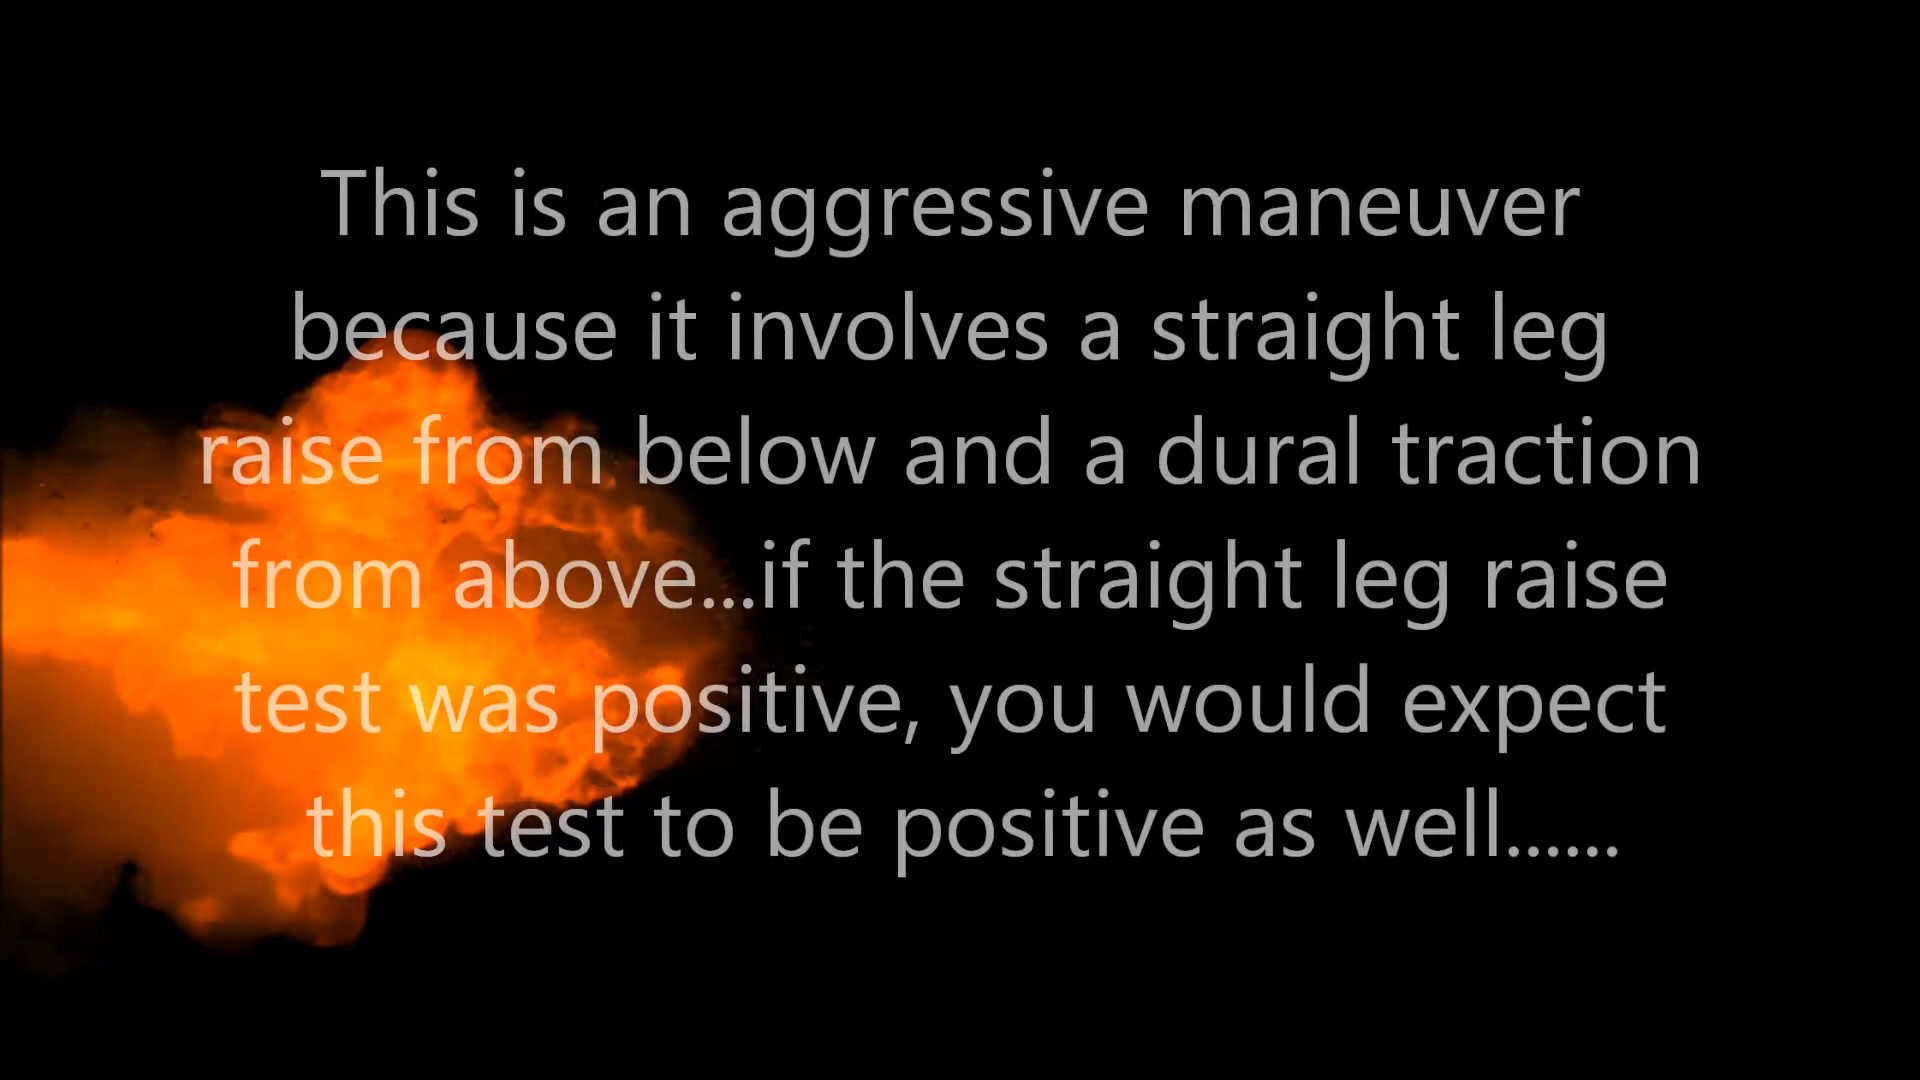 This is an aggressive maneuver
because it involves a straight leg
raise from below and a dural traction
from above...if the straight leg raise
test was positive, you would expect
this test to be positive as well......